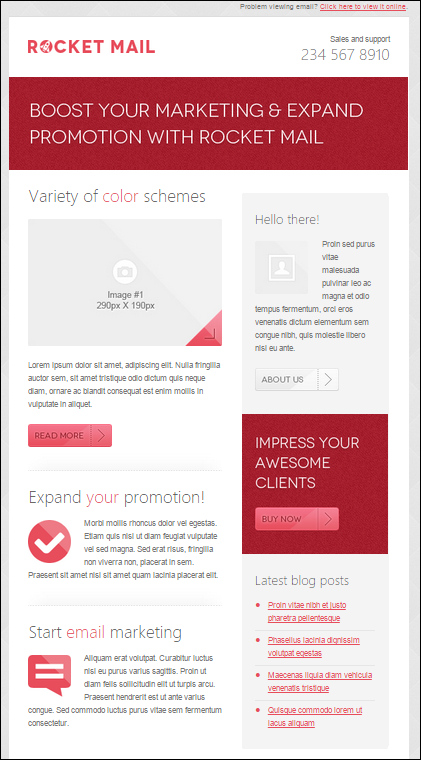 Problem viewing email? Click here to view it online.
ROCKET MAIL
Sales and support
234 567 8910
BOOST YOUR MARKETING & EXPAND
PROMOTION WITH ROCKET MAIL
Variety of color schemes
Image #1
290px X 190px
Lorem ipsum dolor sit amet, adipiscing elit. Nulla fringilla
auctor sem, sit amet tristique odio dictum quis neque
diam, ornare ac blandit consequat est enim mollis in
vulputate in aliquet.
READ MORE
Expand your promotion!
Morbi mollis rhoncus dolor vel egestas.
Etiam quis nisl ut diam feugiat vulputate
vel sed magna. Sed erat risus, fringilla
non viverra non, placerat in sem.
Praesent sit amet nisl sit amet quam lacinia placerat elit.
Start email marketing
Aliquam erat volutpat. Curabitur luctus
nisl eu purus varius sagittis. Proin ut
diam felis sollicitudin elit ut turpis arcu.
Praesent hendrerit est ut ante varius
congue. Sed commodo luctus purus vitae sem fermentum
consectetur.
Hello there!
Proin sed purus
vitae
malesuada
pulvinar leo ac
magna et odio
tempus fermentum, orci eros
venenatis dictum elementum sem
congue nibh, quis molestie libero
nisl eu ante.
ABOUT US
IMPRESS YOUR
AWESOME
CLIENTS
BUY NOW
Latest blog posts
Proin vitae nibh et justo
pharetra pellentesque
Phasellus lacinia dignissim
volutpat egestas
Maecenas ligula diam vehicula
venenatis tristique
Quisque commodo lorem ut
lacus aliquam